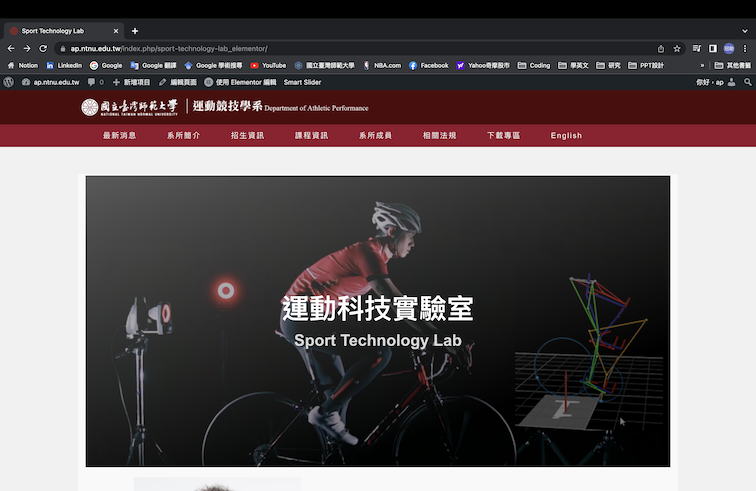 Sport Technology Lab
ap.ntnu.edu.tw/index.php/sport-technology-lab_elementor/
Notion LinkedIn Google Google 翻譯 Google 學術搜尋 YouTube 國立臺灣師範大學 NBA.com Facebook Yahoo奇摩股市 Coding 學英文 研究 PPT設計 » 其他書籤
ap.ntnu.edu.tw 0 新增項目 編輯頁面 使用 Elementor 編輯 Smart Slider 你好，ap
國立臺灣師範大學 運動競技學系 Department of Athletic Performance
NATIONAL TAIWAN NORMAL UNIVERSITY
最新消息 系所簡介 招生資訊 課程資訊 系所成員 相關法規 下載專區 English
運動科技實驗室
Sport Technology Lab